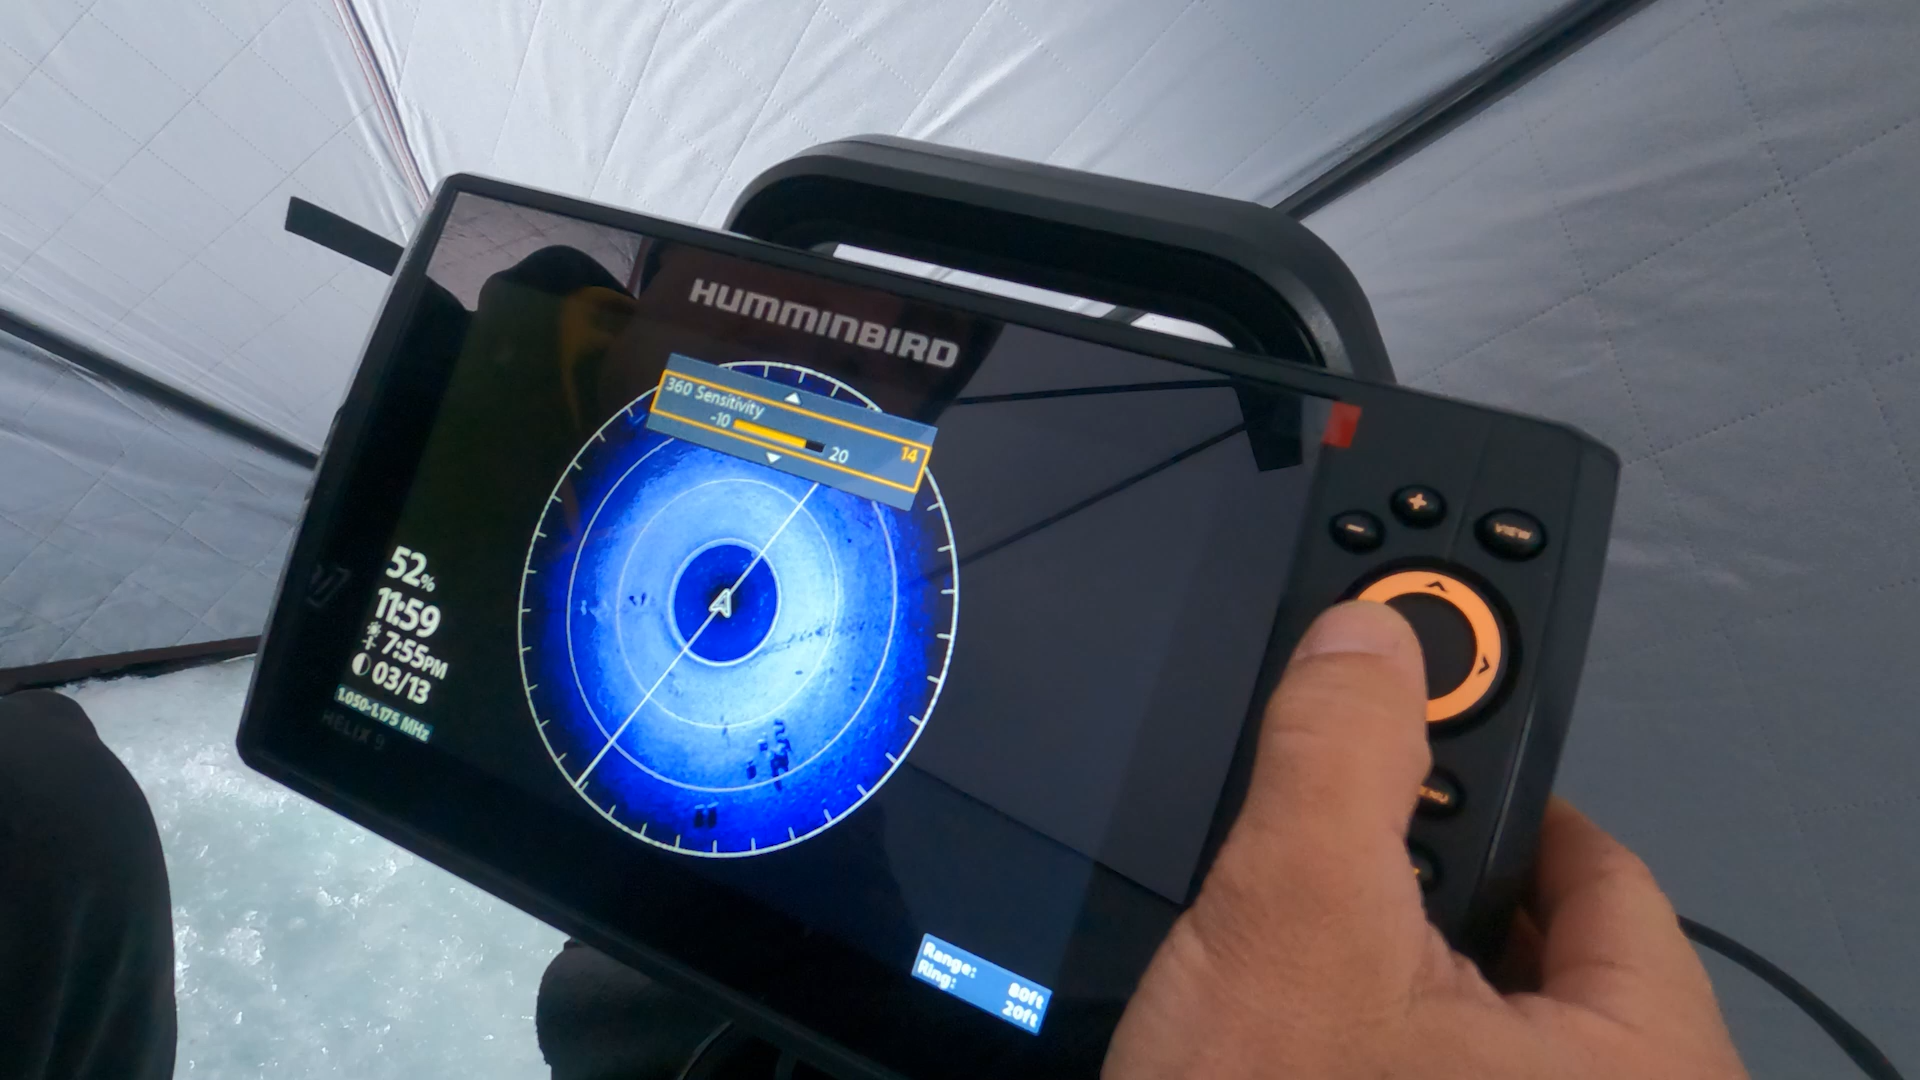 HUMMINBIRD
360 Sensitivity
-10
20
14
52%
11:59
7:55PM
03/13
1.050-1.175 MHz
HELIX 9
Range: 80ft
Ring: 20ft
VIEW